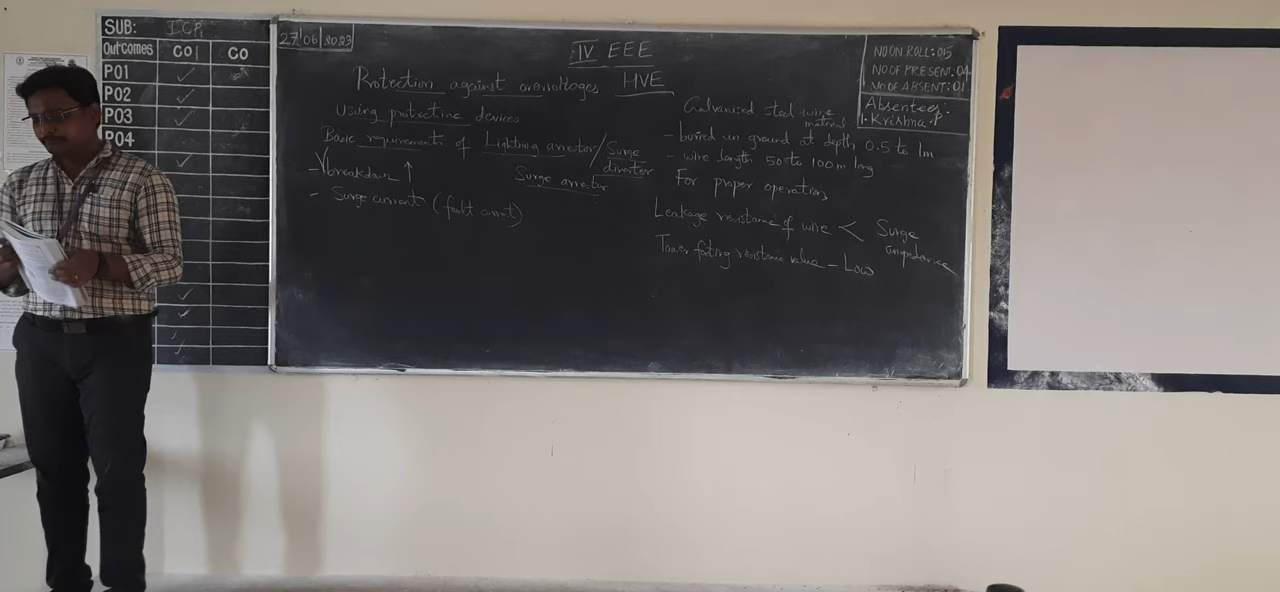 SUB: I.C.P.
Outcomes CO1 CO
PO1
PO2
PO3
PO4
27/06/2023
IV EEE
HVE
Protection against overvoltages
Using protective devices
Basic requirements of Lighting arrestor/Surge diverter
Surge arrestor
- Vbreakdown ↑
- Surge current (fault
Galvanised steel wire
material
- buried in ground at depth 0.5 to 1m
- wire length 50 to 100m long
For proper operation,
Leakage resistance of wire < Surge impedance
Tower footing resistance value - Low
NO ON ROLL: 05
NO OF PRESENT: 04
NO OF ABSENT: 01
Absentees:
1. Krishna.P